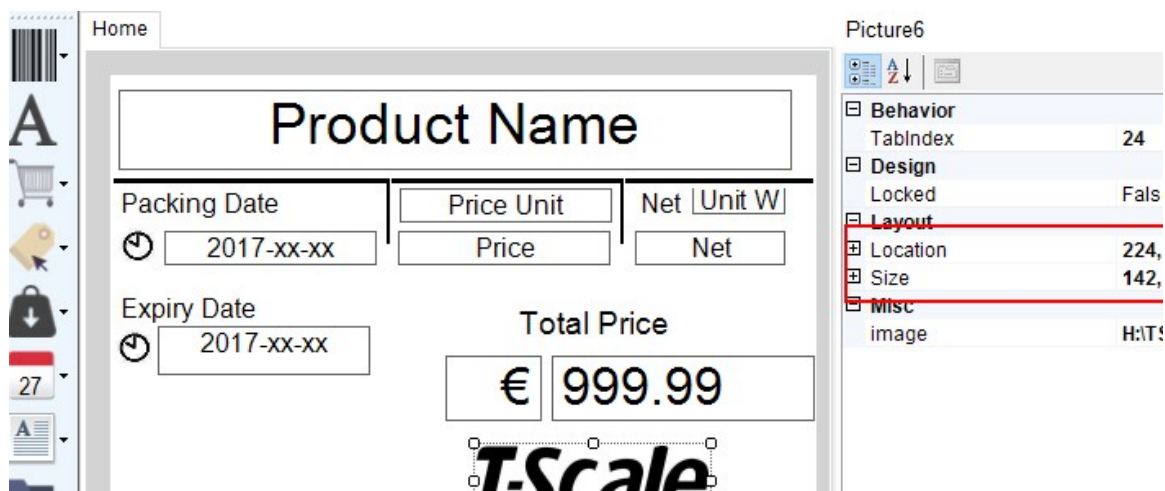 Home
Picture6
A
A Z
Behavior
TabIndex 24
Product Name
Design
Locked Fals
Packing Date Price Unit Net Unit W
Layout
Location 224,
2017-xx-xx Price Net
Size 142,
Misc
Expiry Date
Total Price
image H:\TS
2017-xx-xx
27
€ 999.99
A
T-Scale